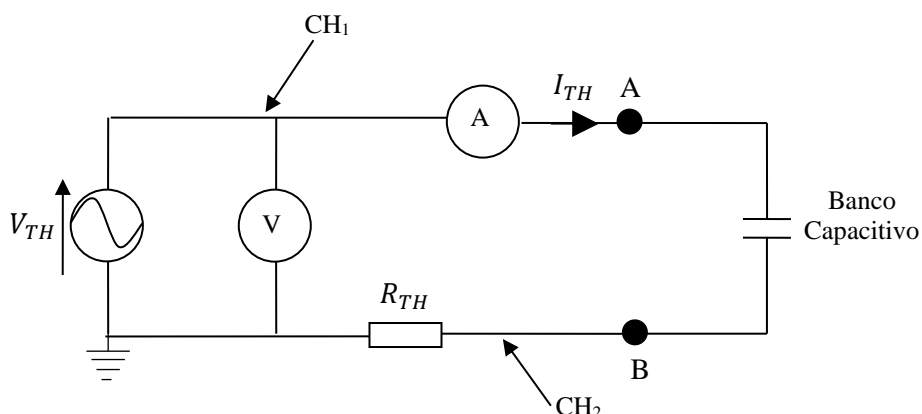 CH₁
I_TH
A
A
V_TH
V
Banco
Capacitivo
R_TH
B
CH₂